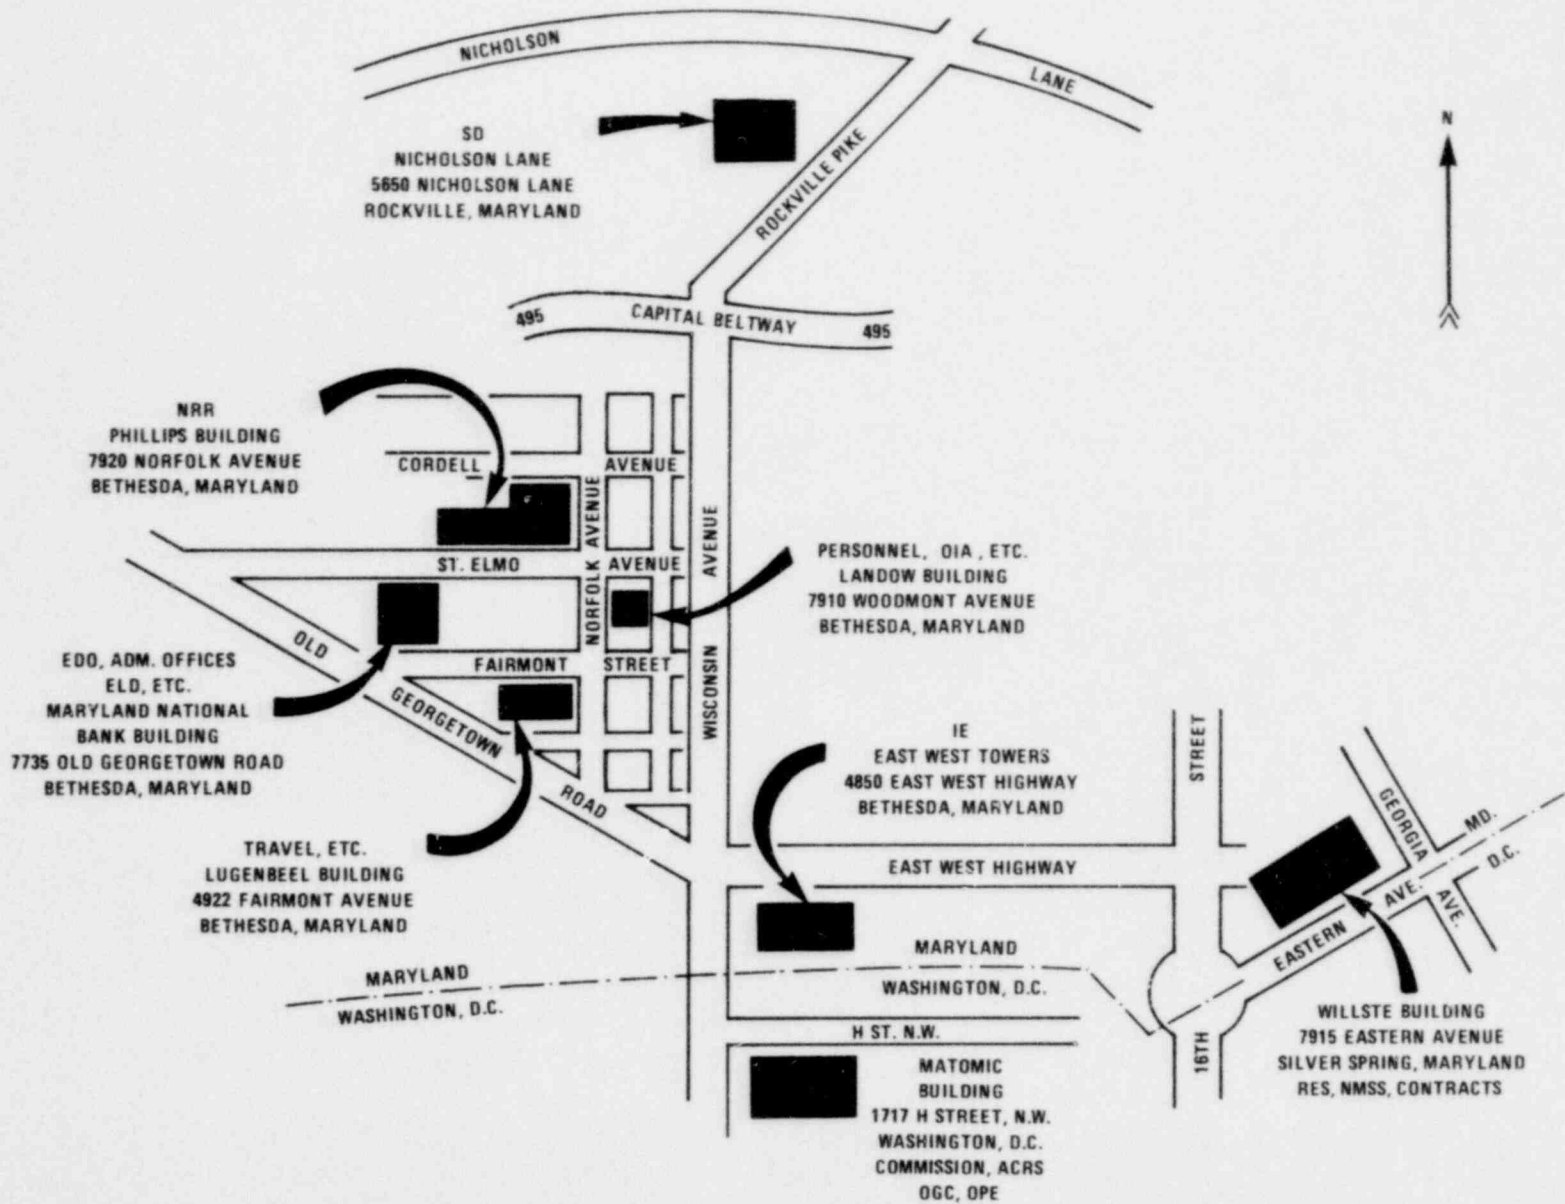 NICHOLSON
LANE
N
SD
NICHOLSON LANE
5650 NICHOLSON LANE
ROCKVILLE, MARYLAND
ROCKVILLE PIKE
495
CAPITAL BELTWAY
495
NRR
PHILLIPS BUILDING
7920 NORFOLK AVENUE
BETHESDA, MARYLAND
CORDELL
AVENUE
NORFOLK AVENUE
WISCONSIN AVENUE
ST. ELMO
AVENUE
PERSONNEL, OIA, ETC.
LANDOW BUILDING
7910 WOODMONT AVENUE
BETHESDA, MARYLAND
OLD
GEORGETOWN
ROAD
FAIRMONT
STREET
EDO, ADM. OFFICES
ELD, ETC.
MARYLAND NATIONAL
BANK BUILDING
7735 OLD GEORGETOWN ROAD
BETHESDA, MARYLAND
IE
EAST WEST TOWERS
4850 EAST WEST HIGHWAY
BETHESDA, MARYLAND
STREET
GEORGIA
AVE.
MD.
D.C.
TRAVEL, ETC.
LUGENBEEL BUILDING
4922 FAIRMONT AVENUE
BETHESDA, MARYLAND
EAST WEST HIGHWAY
EASTERN AVE.
MARYLAND
WASHINGTON, D.C.
MARYLAND
WASHINGTON, D.C.
H ST. N.W.
16TH
WILLSTE BUILDING
7915 EASTERN AVENUE
SILVER SPRING, MARYLAND
RES, NMSS, CONTRACTS
MATOMIC
BUILDING
1717 H STREET, N.W.
WASHINGTON, D.C.
COMMISSION, ACRS
OGC, OPE